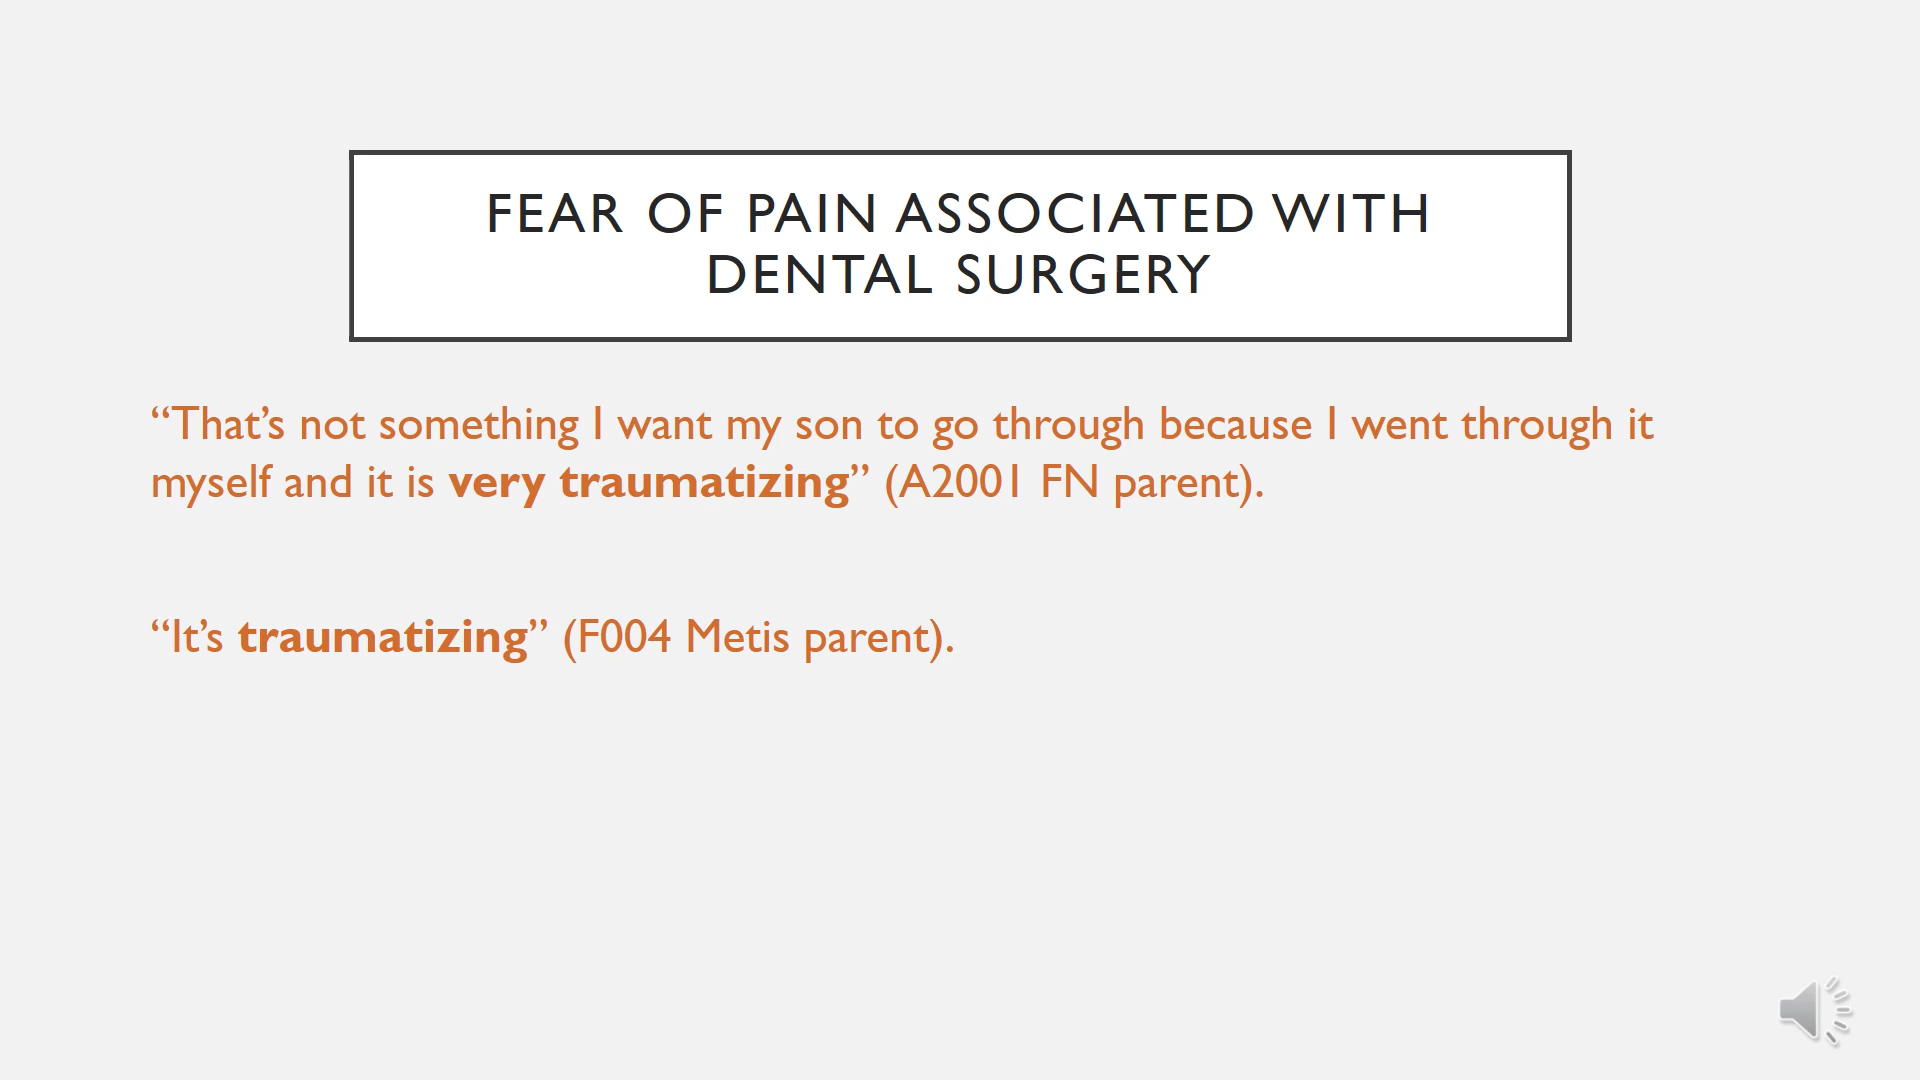 FEAR OF PAIN ASSOCIATED WITH
DENTAL SURGERY
“That’s not something I want my son to go through because I went through it
myself and it is very traumatizing” (A2001 FN parent).
“It’s traumatizing” (F004 Metis parent).